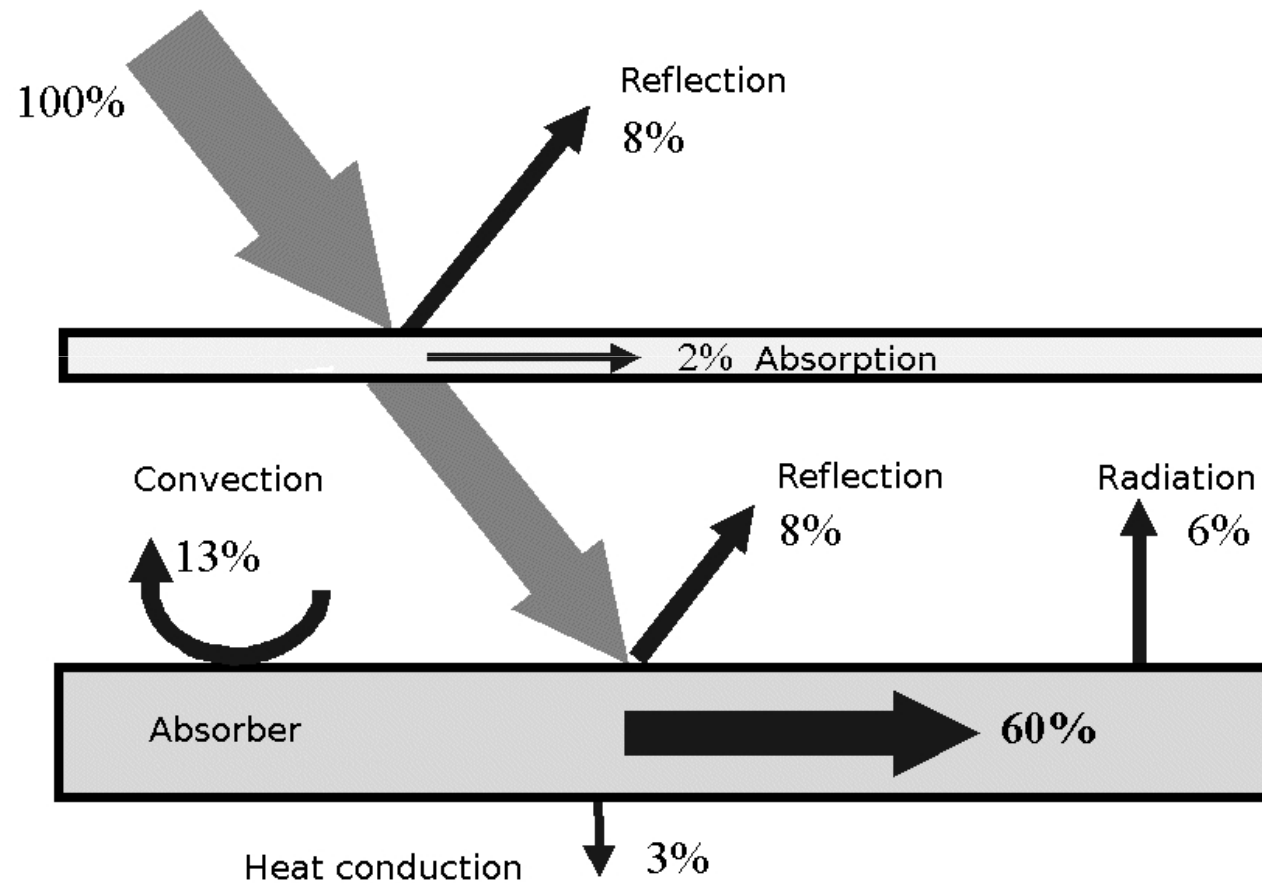 100%
Reflection
8%
2% Absorption
Convection
13%
Reflection
8%
Radiation
6%
Absorber
60%
Heat conduction
3%